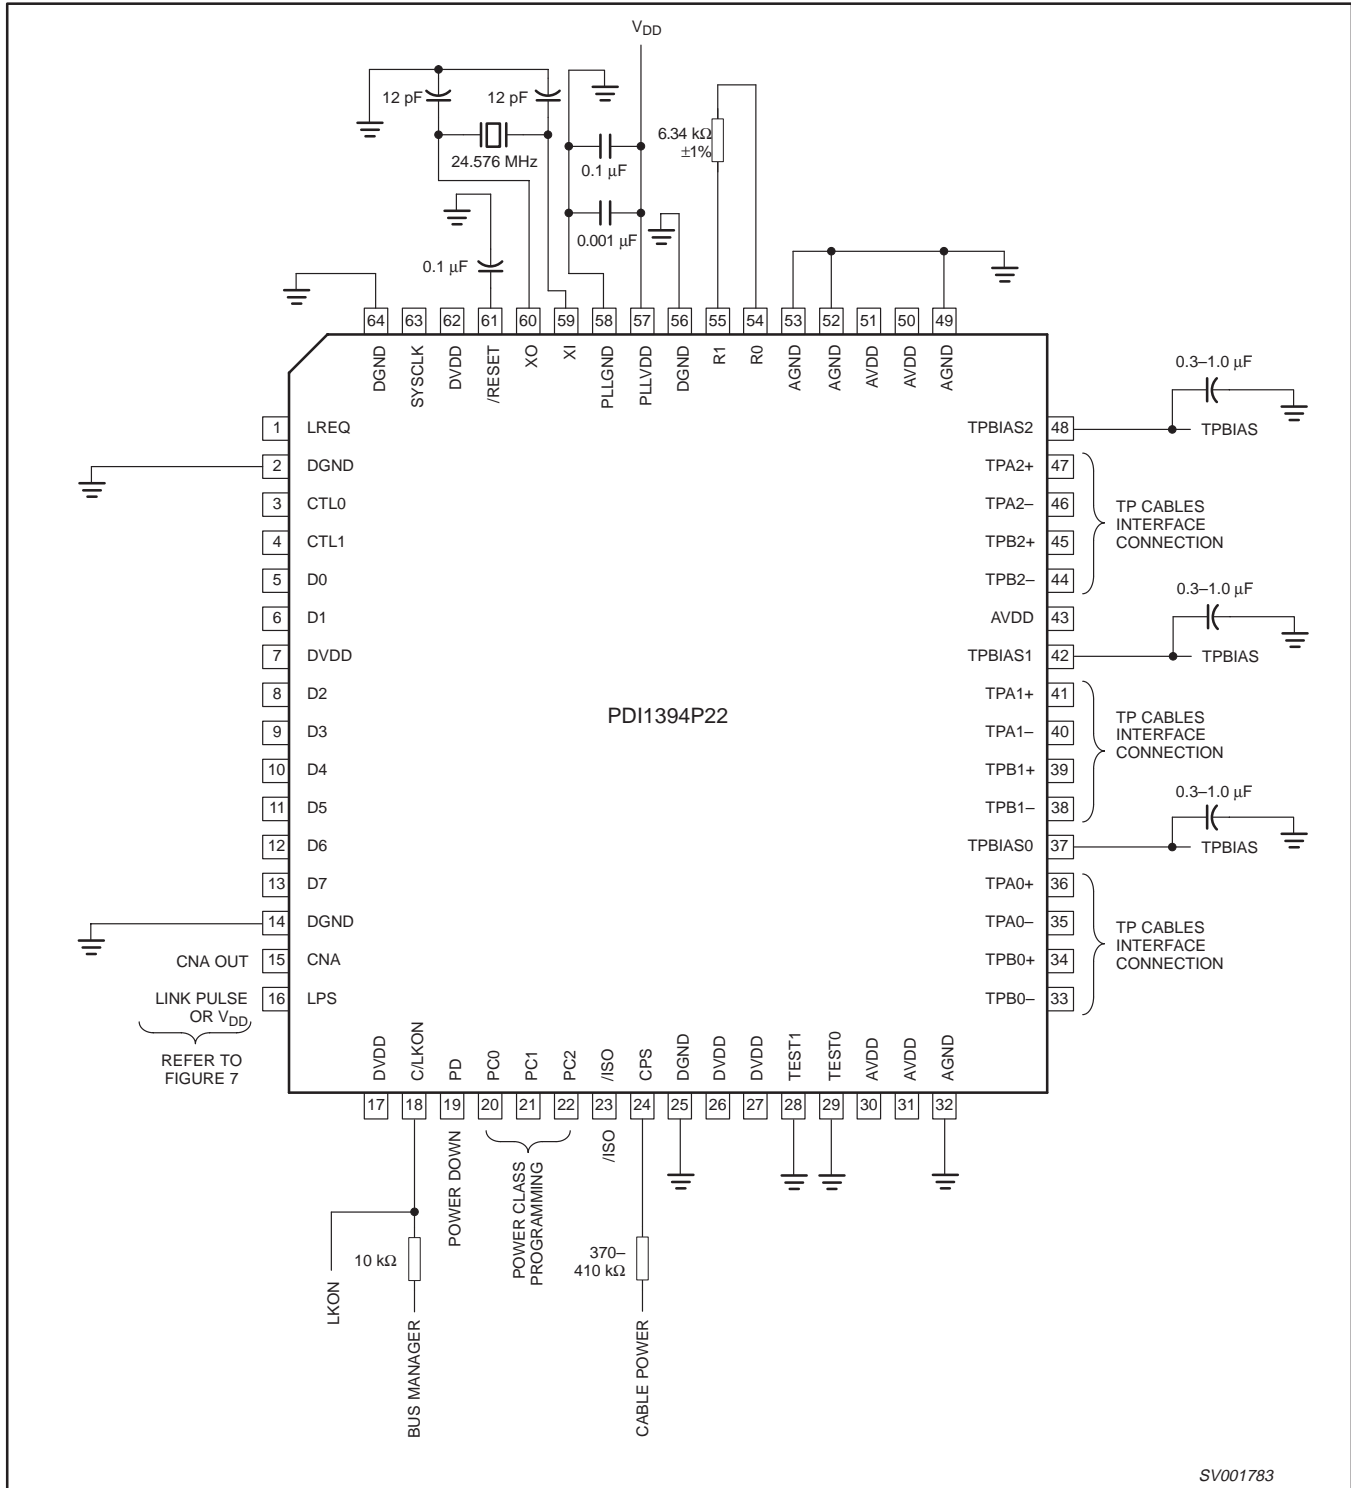 VDD
12 pF
12 pF
24.576 MHz
0.1 µF
0.001 µF
6.34 kΩ
±1%
0.1 µF
64 63 62 61 60 59 58 57 56 55 54 53 52 51 50 49
DGND
SYSCLK
DVDD
/RESET
XO
XI
PLLGND
PLLVDD
DGND
R1
R0
AGND
AGND
AVDD
AVDD
AGND
1 LREQ
2 DGND
3 CTL0
4 CTL1
5 D0
6 D1
7 DVDD
8 D2
9 D3
10 D4
11 D5
12 D6
13 D7
14 DGND
CNA OUT 15 CNA
LINK PULSE
OR VDD
16 LPS
REFER TO
FIGURE 7
PDI1394P22
0.3–1.0 µF
TPBIAS2 48 TPBIAS
TPA2+ 47
TPA2– 46
TPB2+ 45
TPB2– 44
TP CABLES
INTERFACE
CONNECTION
AVDD 43
0.3–1.0 µF
TPBIAS1 42 TPBIAS
TPA1+ 41
TPA1– 40
TPB1+ 39
TPB1– 38
TP CABLES
INTERFACE
CONNECTION
0.3–1.0 µF
TPBIAS0 37 TPBIAS
TPA0+ 36
TPA0– 35
TPB0+ 34
TPB0– 33
TP CABLES
INTERFACE
CONNECTION
DVDD
C/LKON
PD
PC0
PC1
PC2
/ISO
CPS
DGND
DVDD
DVDD
TEST1
TEST0
AVDD
AVDD
AGND
17 18 19 20 21 22 23 24 25 26 27 28 29 30 31 32
LKON
10 kΩ
BUS MANAGER
POWER DOWN
POWER CLASS
PROGRAMMING
/ISO
370–
410 kΩ
CABLE POWER
SV001783